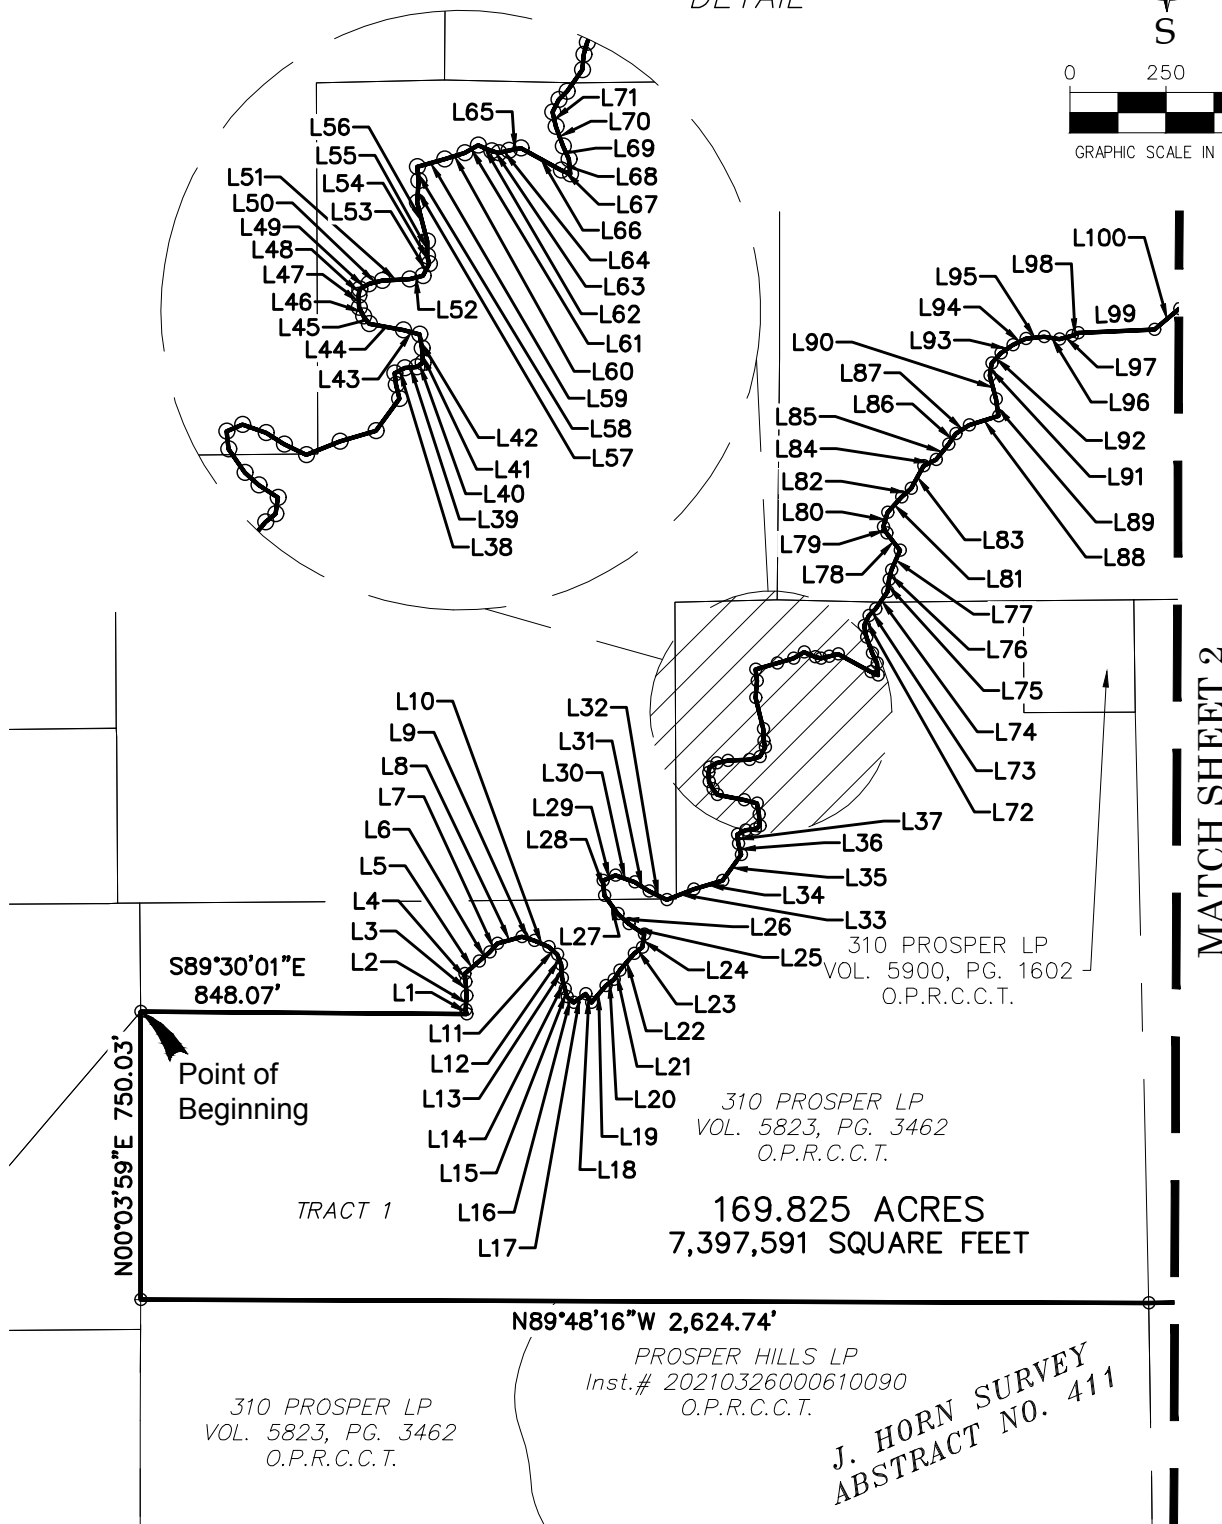 DETAIL
S
0 250
GRAPHIC SCALE IN
L65
L71
L70
L69
L68
L67
L66
L64
L63
L62
L61
L60
L59
L58
L57
L56
L55
L54
L53
L51
L50
L49
L48
L47
L46
L45
L44
L43
L52
L42
L41
L40
L39
L38
L100
L98
L95
L99
L94
L93
L90
L97
L96
L87
L86
L85
L84
L92
L91
L82
L80
L79
L78
L89
L88
L83
L81
L77
L76
L75
L74
L73
L72
MATCH SHEET 2
L10
L9
L8
L7
L6
L5
L4
L3
L2
L1
L32
L31
L30
L29
L28
L37
L36
L35
L34
L33
L27
L26
L25
L24
L23
L22
L21
L20
L19
L18
L11
L12
L13
L14
L15
L16
L17
310 PROSPER LP
VOL. 5900, PG. 1602
O.P.R.C.C.T.
S89°30'01"E
848.07'
Point of
Beginning
N00°03'59"E 750.03'
310 PROSPER LP
VOL. 5823, PG. 3462
O.P.R.C.C.T.
TRACT 1
169.825 ACRES
7,397,591 SQUARE FEET
N89°48'16"W 2,624.74'
PROSPER HILLS LP
Inst.# 20210326000610090
O.P.R.C.C.T.
310 PROSPER LP
VOL. 5823, PG. 3462
O.P.R.C.C.T.
J. HORN SURVEY
ABSTRACT NO. 411